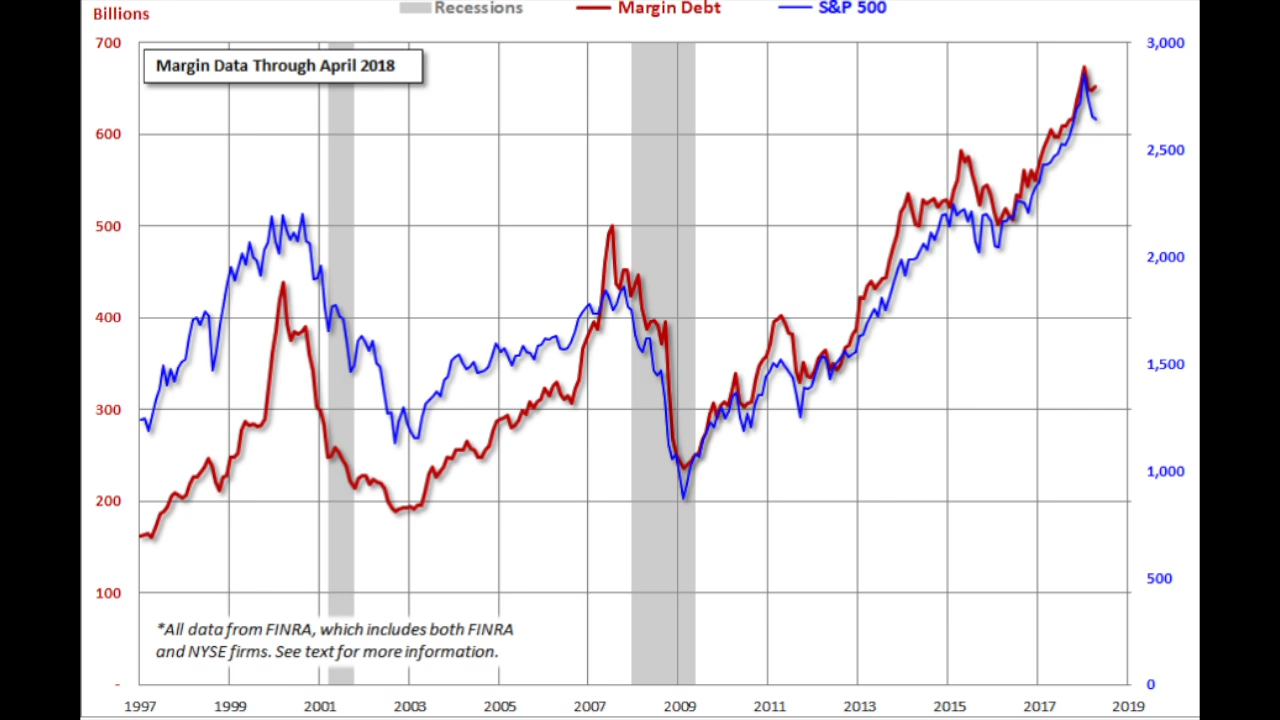 Billions
Recessions
Margin Debt
S&P 500
Margin Data Through April 2018
700
600
500
400
300
200
100
-
3,000
2,500
2,000
1,500
1,000
500
0
*All data from FINRA, which includes both FINRA
and NYSE firms. See text for more information.
1997 1999 2001 2003 2005 2007 2009 2011 2013 2015 2017 2019